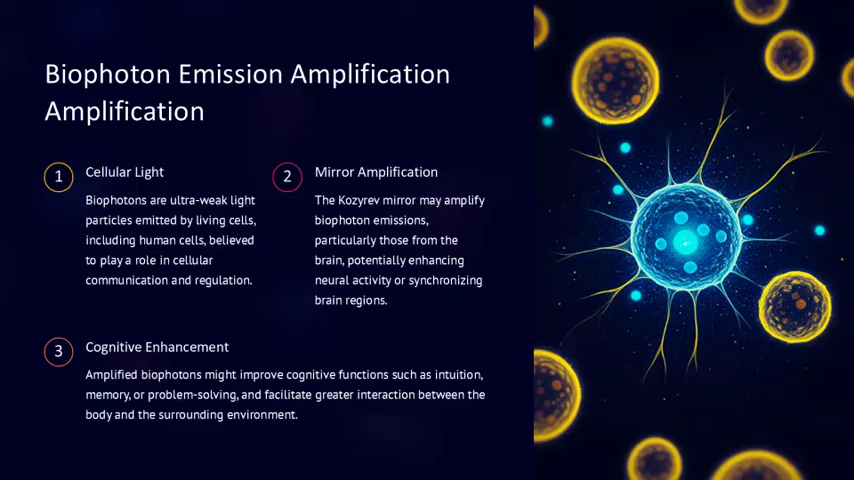 Biophoton Emission Amplification
Amplification
1
Cellular Light
Biophotons are ultra-weak light
particles emitted by living cells,
including human cells, believed
to play a role in cellular
communication and regulation.
2
Mirror Amplification
The Kozyrev mirror may amplify
biophoton emissions,
particularly those from the
brain, potentially enhancing
neural activity or synchronizing
brain regions.
3
Cognitive Enhancement
Amplified biophotons might improve cognitive functions such as intuition,
memory, or problem-solving, and facilitate greater interaction between the
body and the surrounding environment.